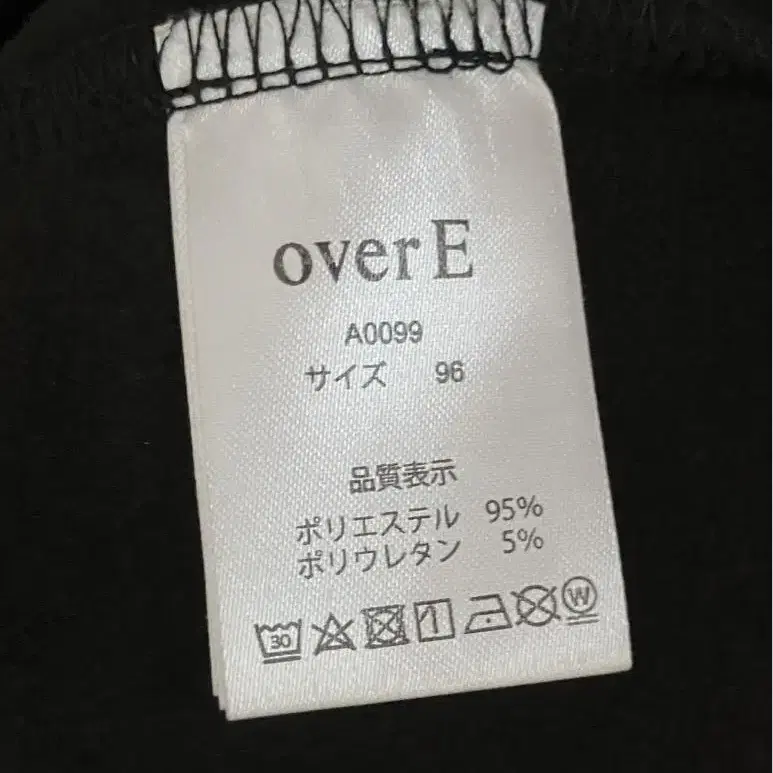 over E
A0099
サイズ 96
品質表示
ポリエステル 95%
ポリウレタン 5%
30 W